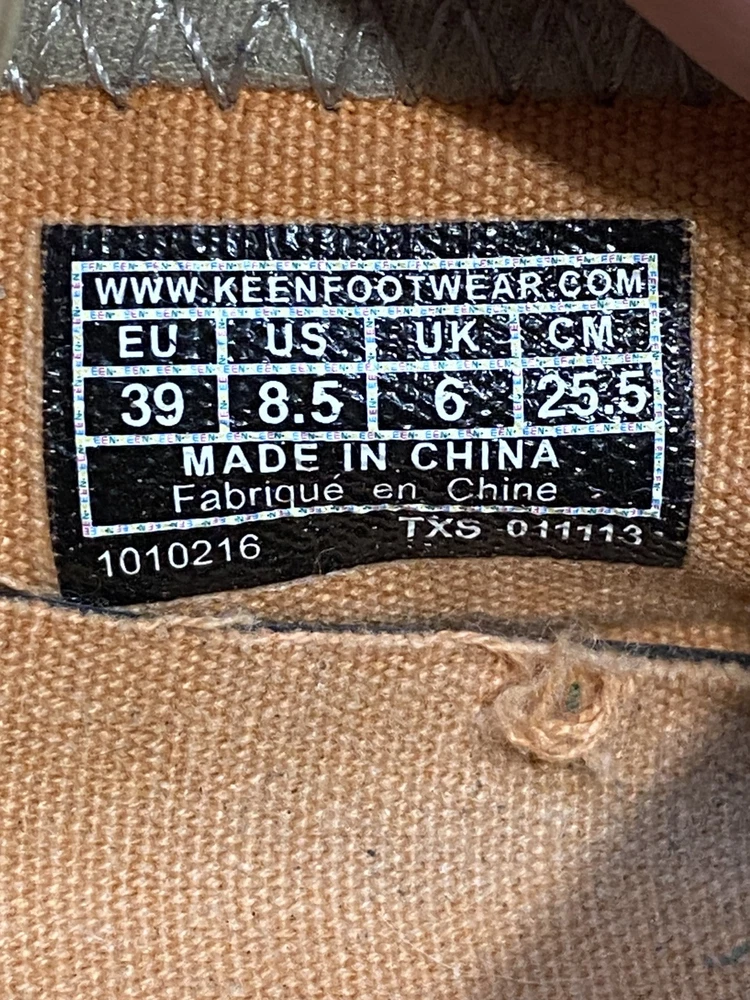 WWW.KEENFOOTWEAR.COM
EU US UK CM
39 8.5 6 25.5
MADE IN CHINA
Fabriqué en Chine
1010216 TXS 011113